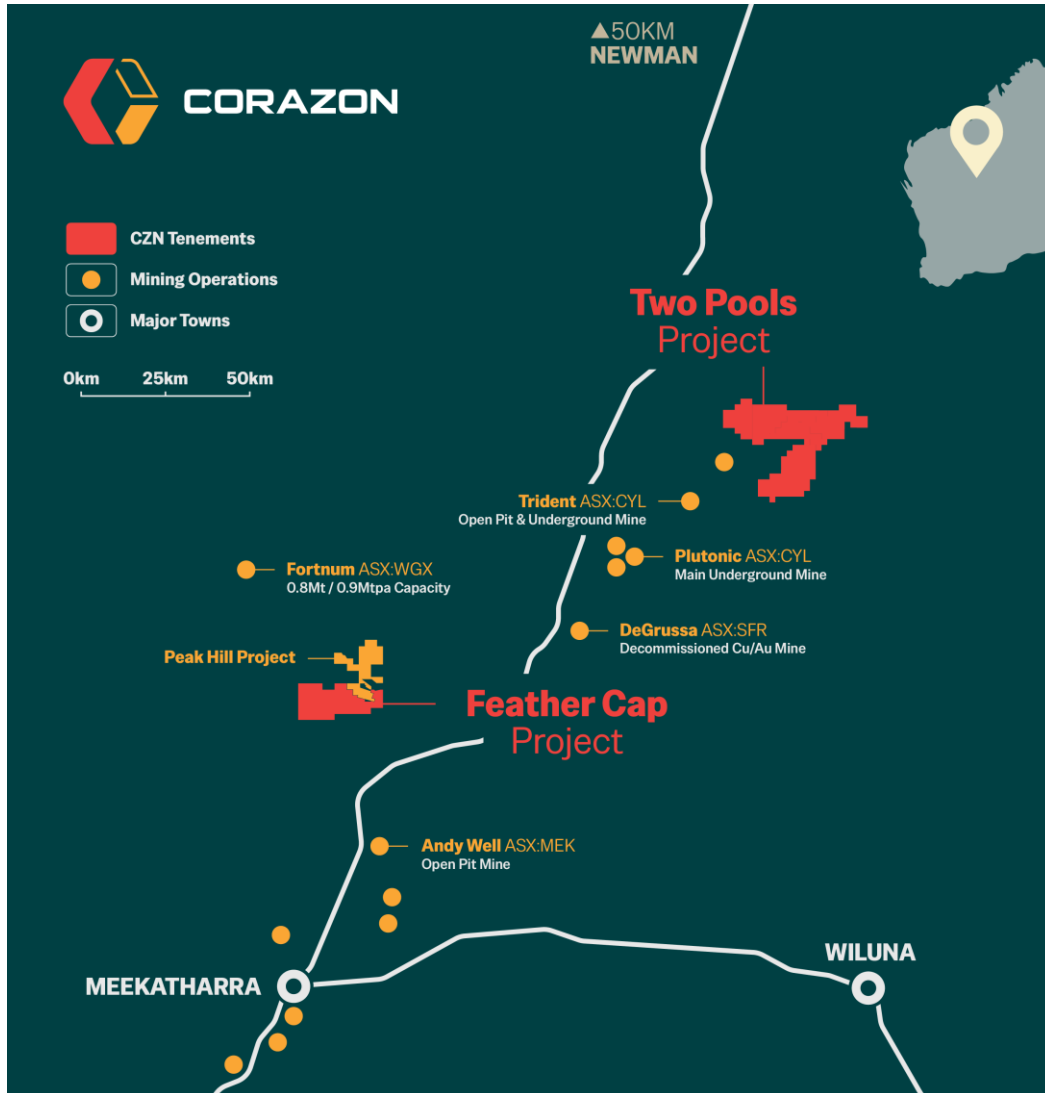 ▲50KM
NEWMAN
CORAZON
CZN Tenements
Mining Operations
Major Towns
0km 25km 50km
Two Pools
Project
Trident ASX:CYL
Open Pit & Underground Mine
Plutonic ASX:CYL
Main Underground Mine
Fortnum ASX:WGX
0.8Mt / 0.9Mtpa Capacity
DeGrussa ASX:SFR
Decommissioned Cu/Au Mine
Peak Hill Project
Feather Cap
Project
Andy Well ASX:MEK
Open Pit Mine
WILUNA
MEEKATHARRA